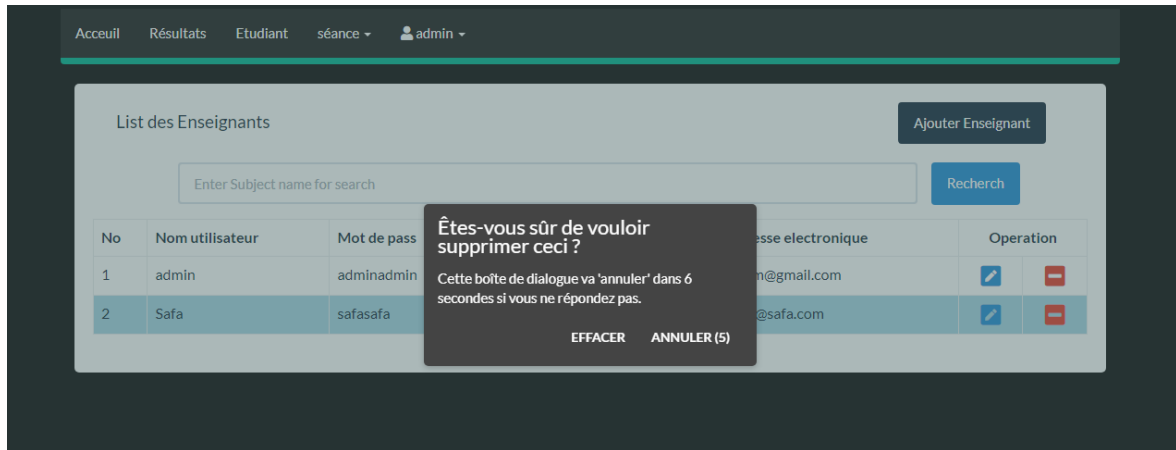 Acceuil Résultats Etudiant séance admin
List des Enseignants Ajouter Enseignant
Enter Subject name for search Recherch
Êtes-vous sûr de vouloir
supprimer ceci ?
Cette boîte de dialogue va 'annuler' dans 6
secondes si vous ne répondez pas.
EFFACER ANNULER (5)
No Nom utilisateur Mot de pass electronique Operation
1 admin adminadmin @gmail.com
2 Safa safasafa @safa.com